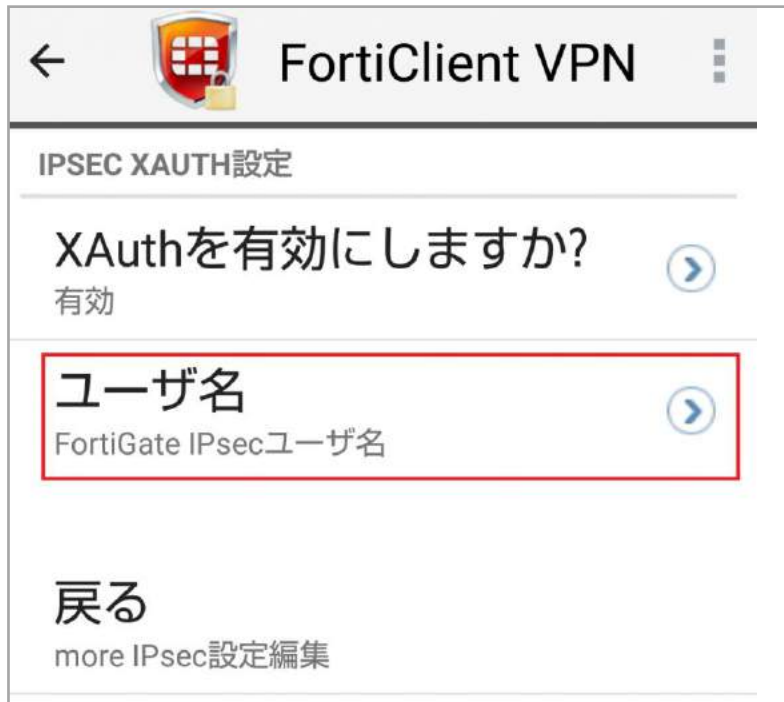 FortiClient VPN
IPSEC XAUTH設定
XAuthを有効にしますか?
有効
ユーザ名
FortiGate IPsecユーザ名
戻る
more IPsec設定編集